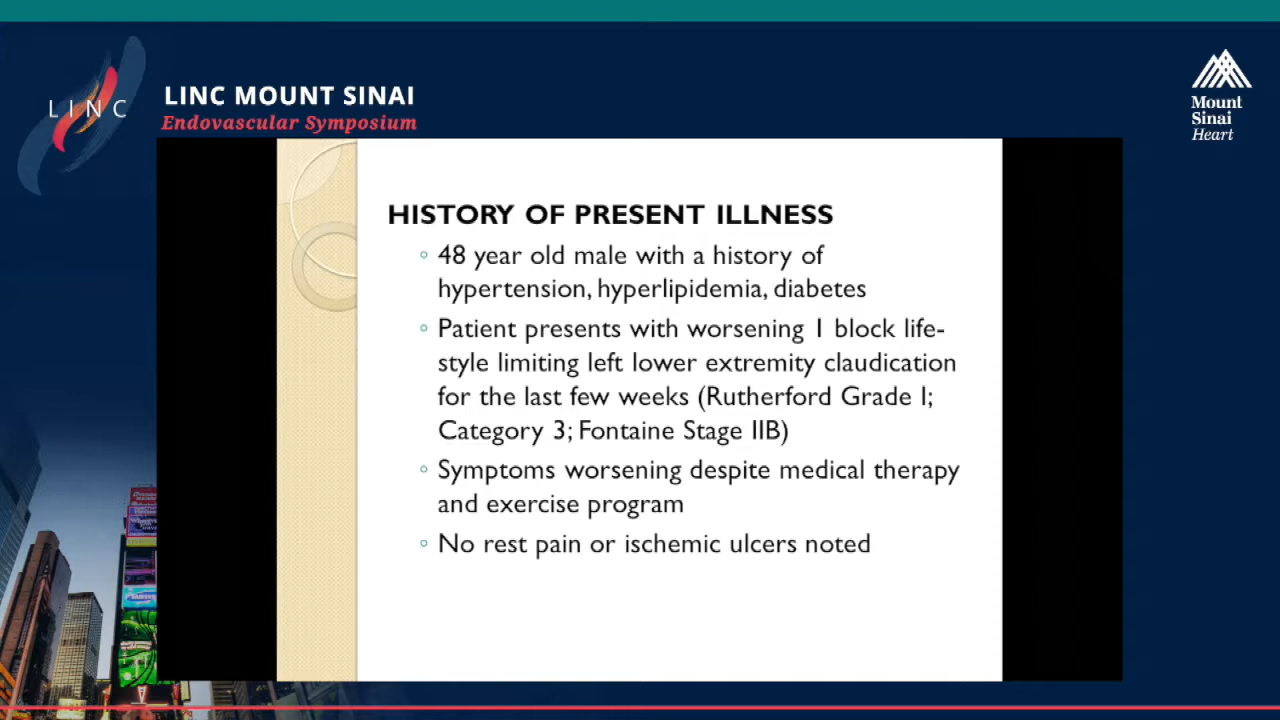 LINC
LINC MOUNT SINAI
Endovascular Symposium
Mount
Sinai
Heart
HISTORY OF PRESENT ILLNESS
48 year old male with a history of
hypertension, hyperlipidemia, diabetes
Patient presents with worsening 1 block life-
style limiting left lower extremity claudication
for the last few weeks (Rutherford Grade I;
Category 3; Fontaine Stage IIB)
Symptoms worsening despite medical therapy
and exercise program
No rest pain or ischemic ulcers noted